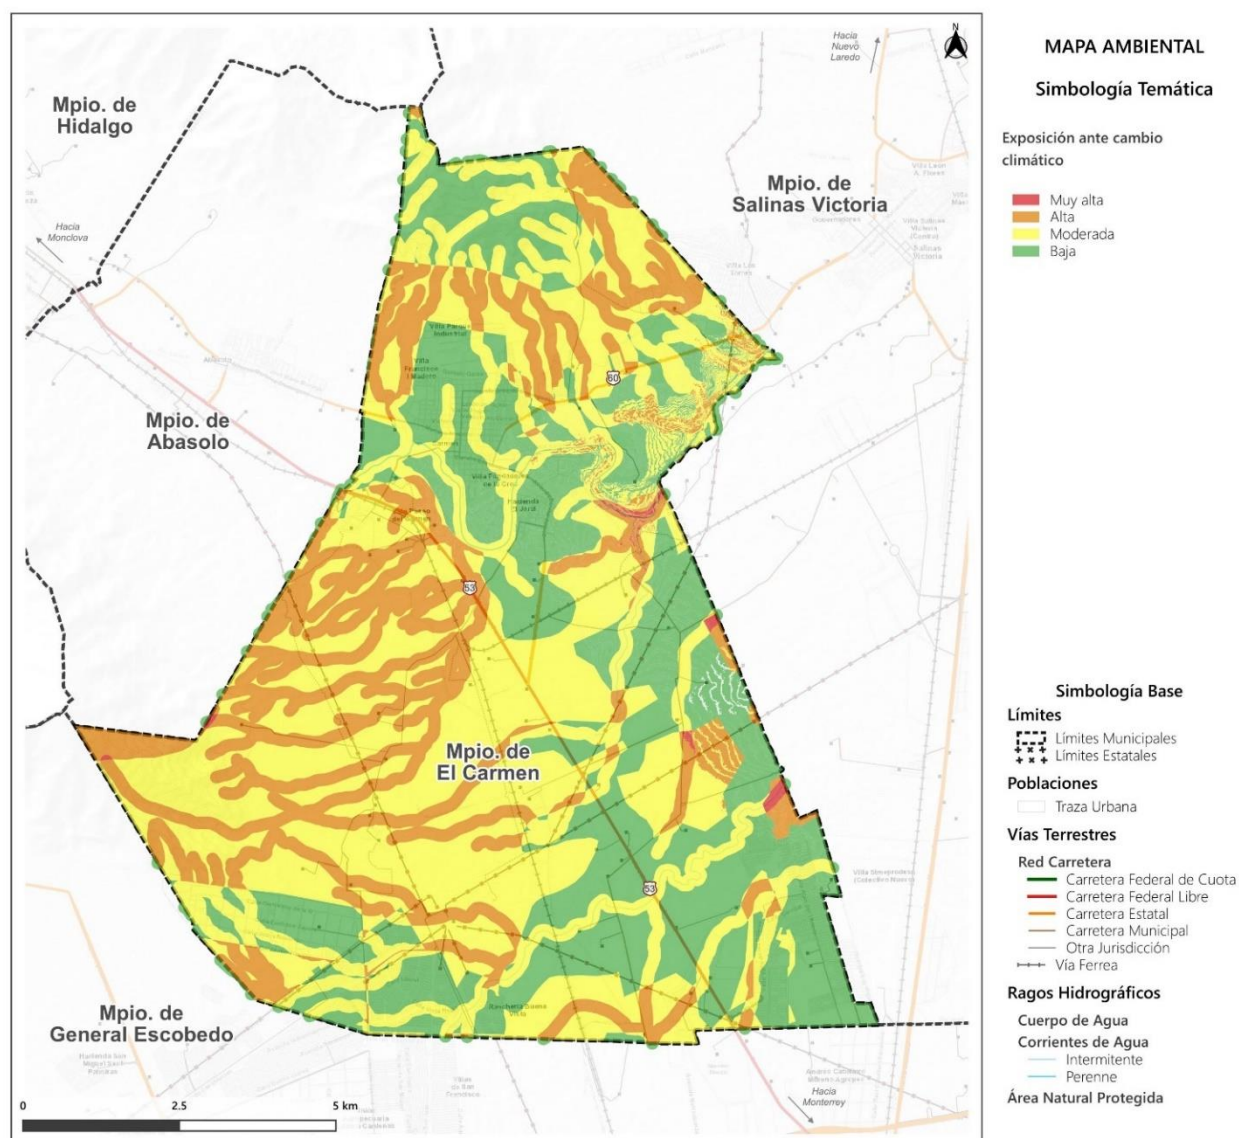 N
Hacia
Nuevo
Laredo
Mpio. de
Hidalgo
Mpio. de
Salinas Victoria
Hacia
Monclova
Mpio. de
Abasolo
60
53
Mpio. de
El Carmen
53
Mpio. de
General Escobedo
Hacia
Monterrey
0
2.5
5 km
MAPA AMBIENTAL
Simbología Temática
Exposición ante cambio
climático
Muy alta
Alta
Moderada
Baja
Simbología Base
Límites
Límites Municipales
Límites Estatales
Poblaciones
Traza Urbana
Vías Terrestres
Red Carretera
Carretera Federal de Cuota
Carretera Federal Libre
Carretera Estatal
Carretera Municipal
Otra Jurisdicción
Vía Ferrea
Ragos Hidrográficos
Cuerpo de Agua
Corrientes de Agua
Intermitente
Perenne
Área Natural Protegida